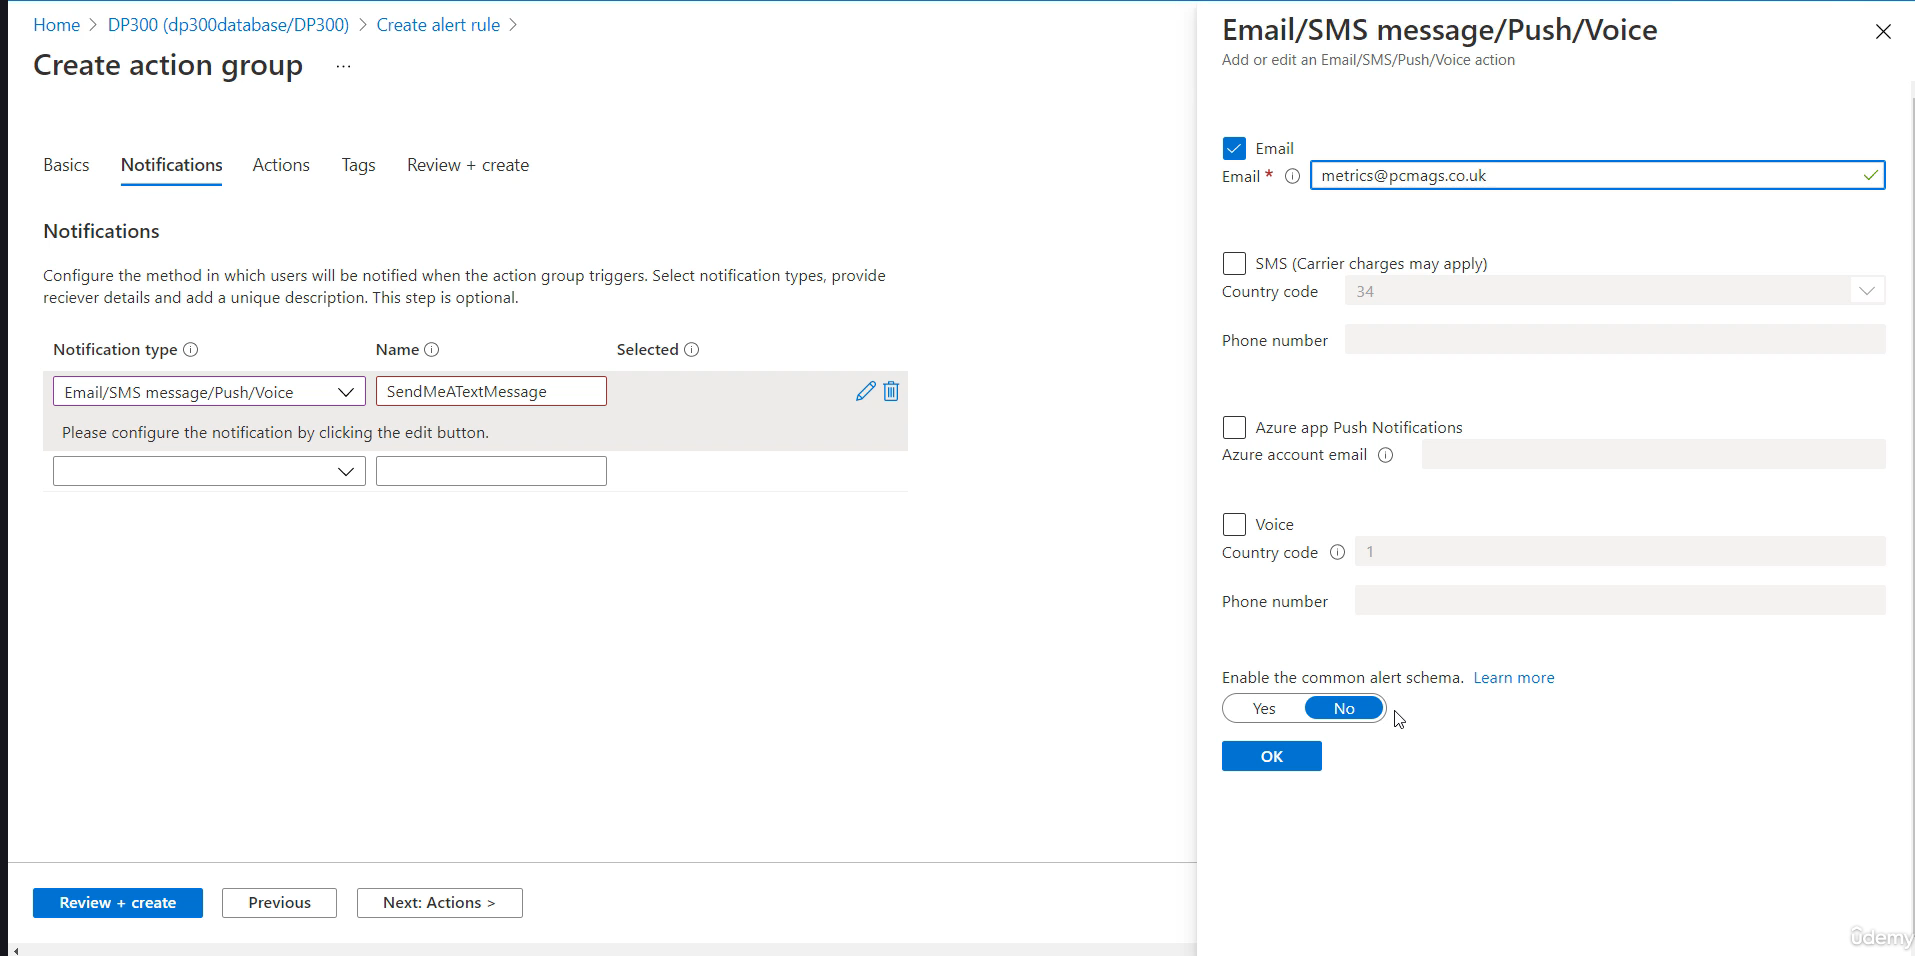 Home > DP300 (dp300database/DP300) > Create alert rule >
Create action group ...
Basics Notifications Actions Tags Review + create
Notifications
Configure the method in which users will be notified when the action group triggers. Select notification types, provide
reciever details and add a unique description. This step is optional.
Notification type Name Selected
Email/SMS message/Push/Voice SendMeATextMessage
Please configure the notification by clicking the edit button.
Review + create Previous Next: Actions >
Email/SMS message/Push/Voice
Add or edit an Email/SMS/Push/Voice action
Email
Email * metrics@pcmags.co.uk
SMS (Carrier charges may apply)
Country code 34
Phone number
Azure app Push Notifications
Azure account email
Voice
Country code 1
Phone number
Enable the common alert schema. Learn more
Yes No
OK
ûdemy